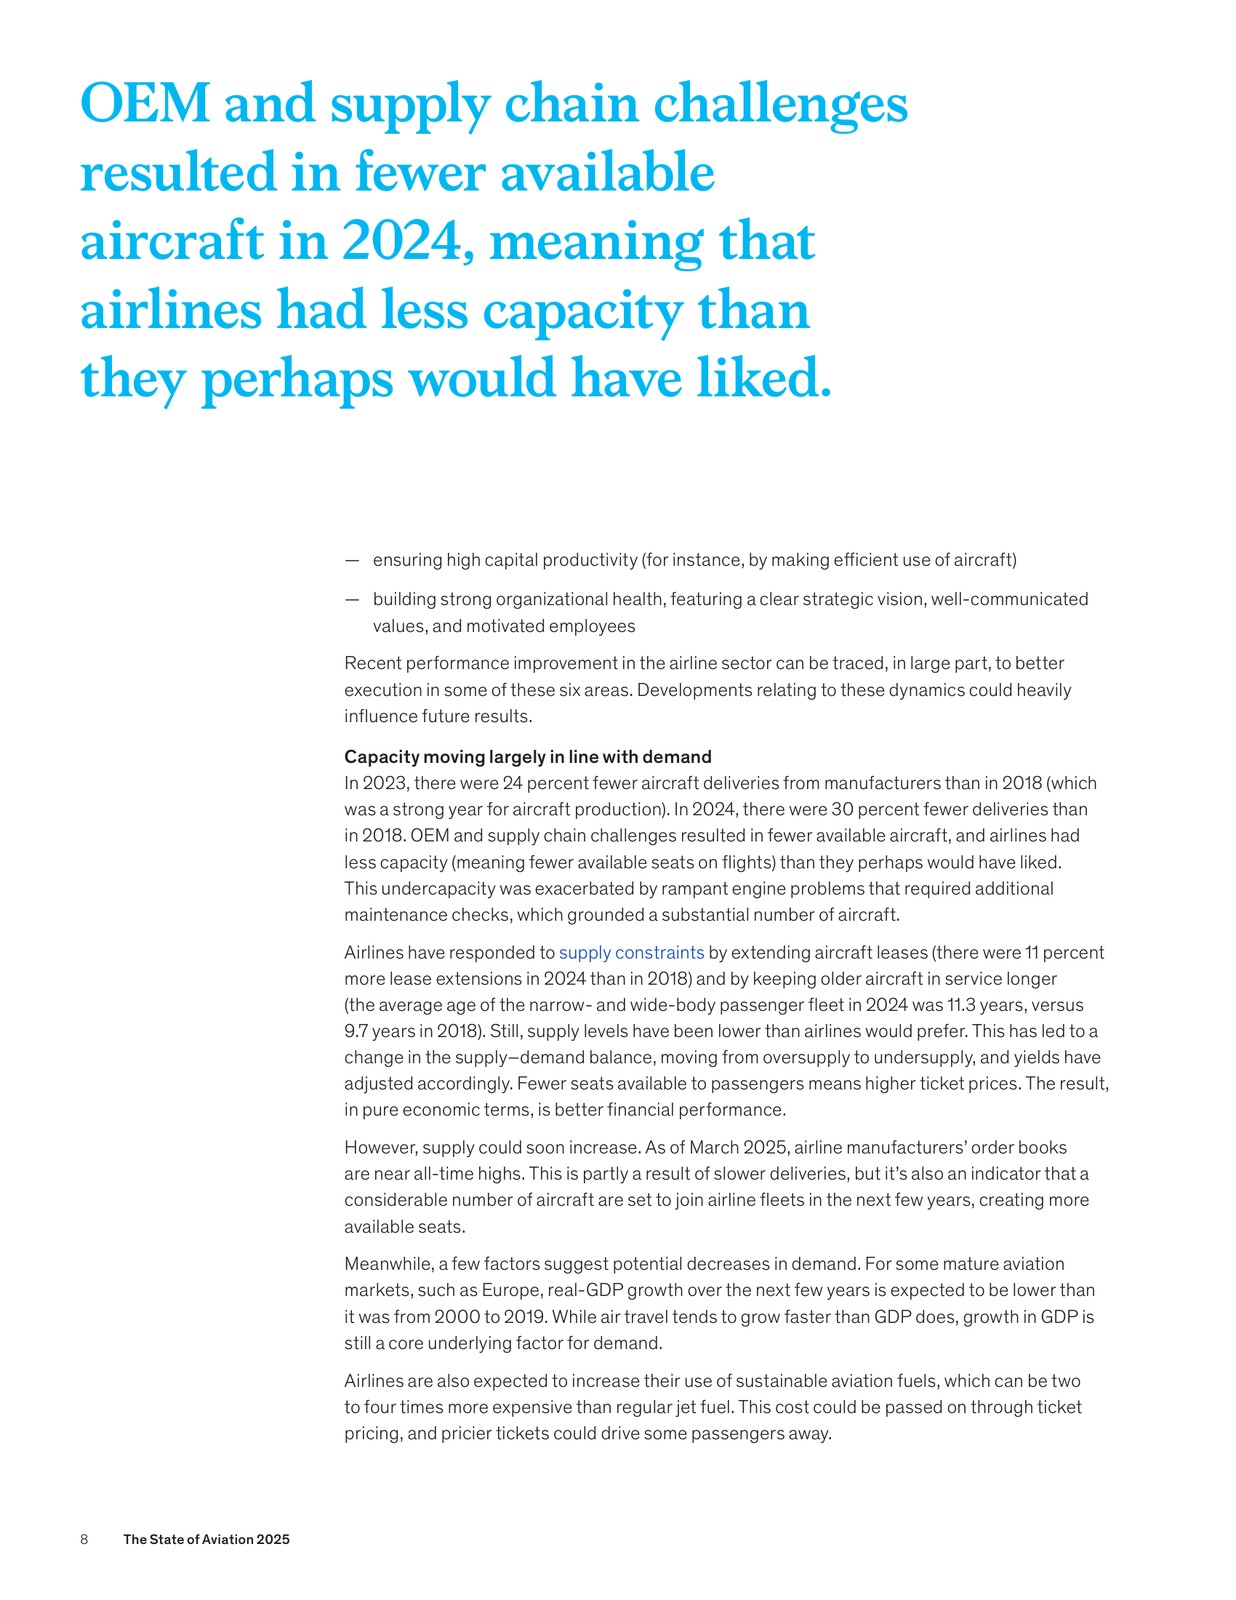 OEM and supply chain challenges
resulted in fewer available
aircraft in 2024, meaning that
airlines had less capacity than
they perhaps would have liked.
— ensuring high capital productivity (for instance, by making efficient use of aircraft)
— building strong organizational health, featuring a clear strategic vision, well-communicated
values, and motivated employees
Recent performance improvement in the airline sector can be traced, in large part, to better
execution in some of these six areas. Developments relating to these dynamics could heavily
influence future results.
Capacity moving largely in line with demand
In 2023, there were 24 percent fewer aircraft deliveries from manufacturers than in 2018 (which
was a strong year for aircraft production). In 2024, there were 30 percent fewer deliveries than
in 2018. OEM and supply chain challenges resulted in fewer available aircraft, and airlines had
less capacity (meaning fewer available seats on flights) than they perhaps would have liked.
This undercapacity was exacerbated by rampant engine problems that required additional
maintenance checks, which grounded a substantial number of aircraft.
Airlines have responded to supply constraints by extending aircraft leases (there were 11 percent
more lease extensions in 2024 than in 2018) and by keeping older aircraft in service longer
(the average age of the narrow- and wide-body passenger fleet in 2024 was 11.3 years, versus
9.7 years in 2018). Still, supply levels have been lower than airlines would prefer. This has led to a
change in the supply–demand balance, moving from oversupply to undersupply, and yields have
adjusted accordingly. Fewer seats available to passengers means higher ticket prices. The result,
in pure economic terms, is better financial performance.
However, supply could soon increase. As of March 2025, airline manufacturers’ order books
are near all-time highs. This is partly a result of slower deliveries, but it’s also an indicator that a
considerable number of aircraft are set to join airline fleets in the next few years, creating more
available seats.
Meanwhile, a few factors suggest potential decreases in demand. For some mature aviation
markets, such as Europe, real-GDP growth over the next few years is expected to be lower than
it was from 2000 to 2019. While air travel tends to grow faster than GDP does, growth in GDP is
still a core underlying factor for demand.
Airlines are also expected to increase their use of sustainable aviation fuels, which can be two
to four times more expensive than regular jet fuel. This cost could be passed on through ticket
pricing, and pricier tickets could drive some passengers away.
8 The State of Aviation 2025